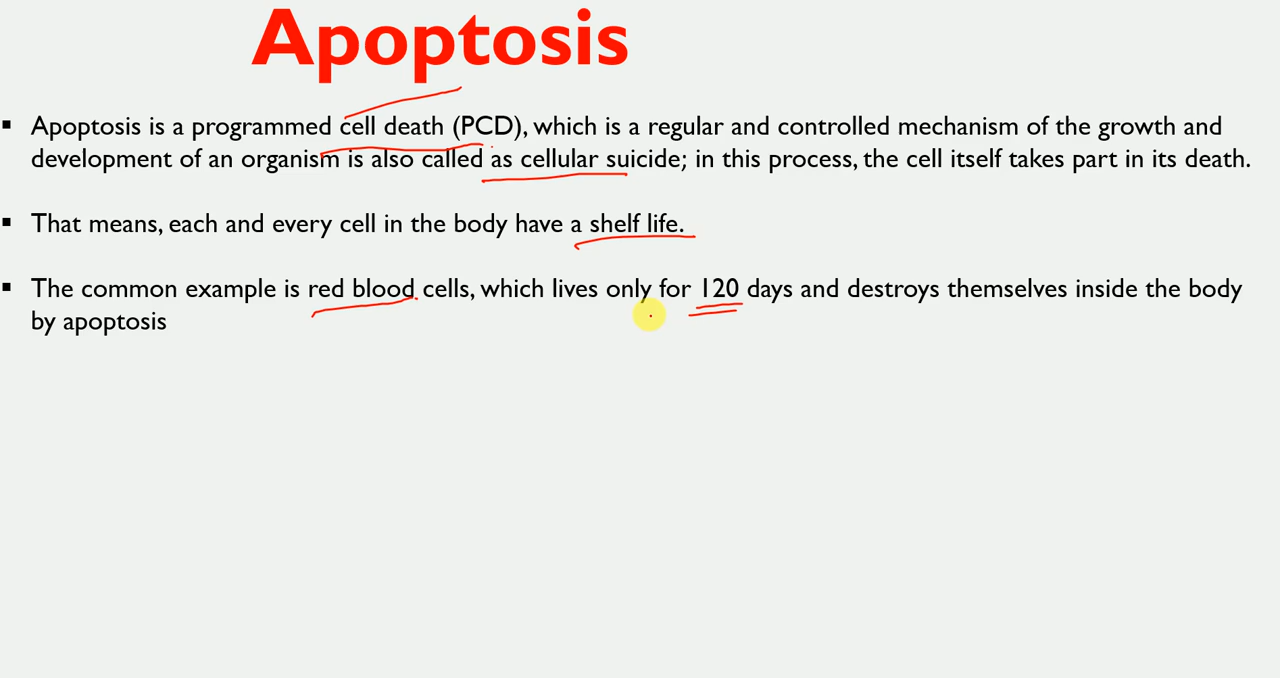 Apoptosis
▪ Apoptosis is a programmed cell death (PCD), which is a regular and controlled mechanism of the growth and
development of an organism is also called as cellular suicide; in this process, the cell itself takes part in its death.
▪ That means, each and every cell in the body have a shelf life.
▪ The common example is red blood cells, which lives only for 120 days and destroys themselves inside the body
by apoptosis